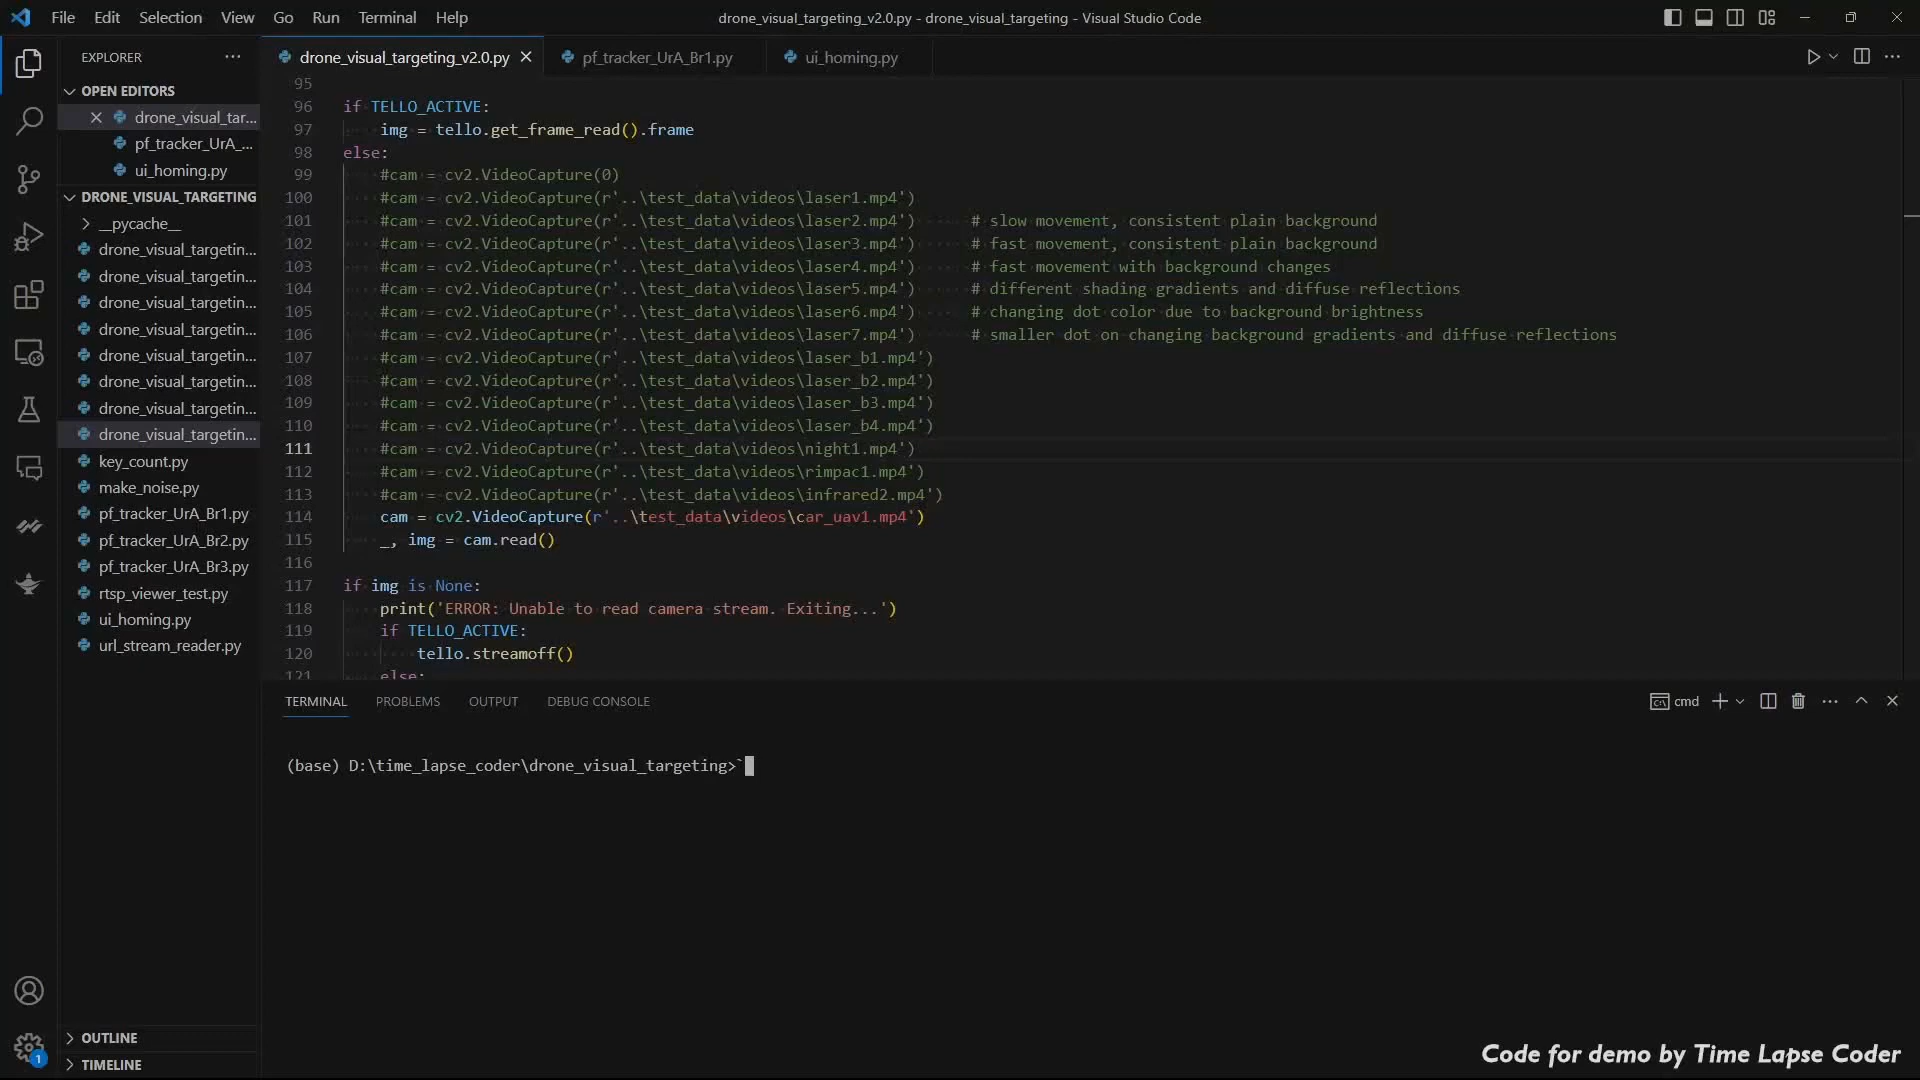 File Edit Selection View Go Run Terminal Help
drone_visual_targeting_v2.0.py - drone_visual_targeting - Visual Studio Code
EXPLORER
OPEN EDITORS
drone_visual_tar...
pf_tracker_UrA_...
ui_homing.py
DRONE_VISUAL_TARGETING
__pycache__
drone_visual_targetin...
drone_visual_targetin...
drone_visual_targetin...
drone_visual_targetin...
drone_visual_targetin...
drone_visual_targetin...
drone_visual_targetin...
drone_visual_targetin...
key_count.py
make_noise.py
pf_tracker_UrA_Br1.py
pf_tracker_UrA_Br2.py
pf_tracker_UrA_Br3.py
rtsp_viewer_test.py
ui_homing.py
url_stream_reader.py
OUTLINE
TIMELINE
1
drone_visual_targeting_v2.0.py pf_tracker_UrA_Br1.py ui_homing.py
95
96 if TELLO_ACTIVE:
97 img = tello.get_frame_read().frame
98 else:
99 #cam = cv2.VideoCapture(0)
100 #cam = cv2.VideoCapture(r'..\test_data\videos\laser1.mp4')
101 #cam = cv2.VideoCapture(r'..\test_data\videos\laser2.mp4') # slow movement, consistent plain background
102 #cam = cv2.VideoCapture(r'..\test_data\videos\laser3.mp4') # fast movement, consistent plain background
103 #cam = cv2.VideoCapture(r'..\test_data\videos\laser4.mp4') # fast movement with background changes
104 #cam = cv2.VideoCapture(r'..\test_data\videos\laser5.mp4') # different shading gradients and diffuse reflections
105 #cam = cv2.VideoCapture(r'..\test_data\videos\laser6.mp4') # changing dot color due to background brightness
106 #cam = cv2.VideoCapture(r'..\test_data\videos\laser7.mp4') # smaller dot on changing background gradients and diffuse reflections
107 #cam = cv2.VideoCapture(r'..\test_data\videos\laser_b1.mp4')
108 #cam = cv2.VideoCapture(r'..\test_data\videos\laser_b2.mp4')
109 #cam = cv2.VideoCapture(r'..\test_data\videos\laser_b3.mp4')
110 #cam = cv2.VideoCapture(r'..\test_data\videos\laser_b4.mp4')
111 #cam = cv2.VideoCapture(r'..\test_data\videos\night1.mp4')
112 #cam = cv2.VideoCapture(r'..\test_data\videos\rimpac1.mp4')
113 #cam = cv2.VideoCapture(r'..\test_data\videos\infrared2.mp4')
114 cam = cv2.VideoCapture(r'..\test_data\videos\car_uav1.mp4')
115 _, img = cam.read()
116
117 if img is None:
118 print('ERROR: Unable to read camera stream. Exiting...')
119 if TELLO_ACTIVE:
120 tello.streamoff()
121 else:
TERMINAL PROBLEMS OUTPUT DEBUG CONSOLE
cmd
(base) D:\time_lapse_coder\drone_visual_targeting>`
Code for demo by Time Lapse Coder